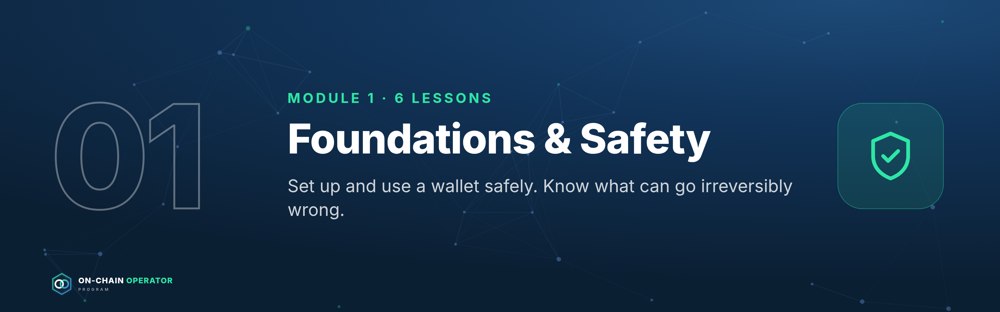 01
MODULE 1 · 6 LESSONS
Foundations & Safety
Set up and use a wallet safely. Know what can go irreversibly
wrong.
ON-CHAIN OPERATOR
PROGRAM